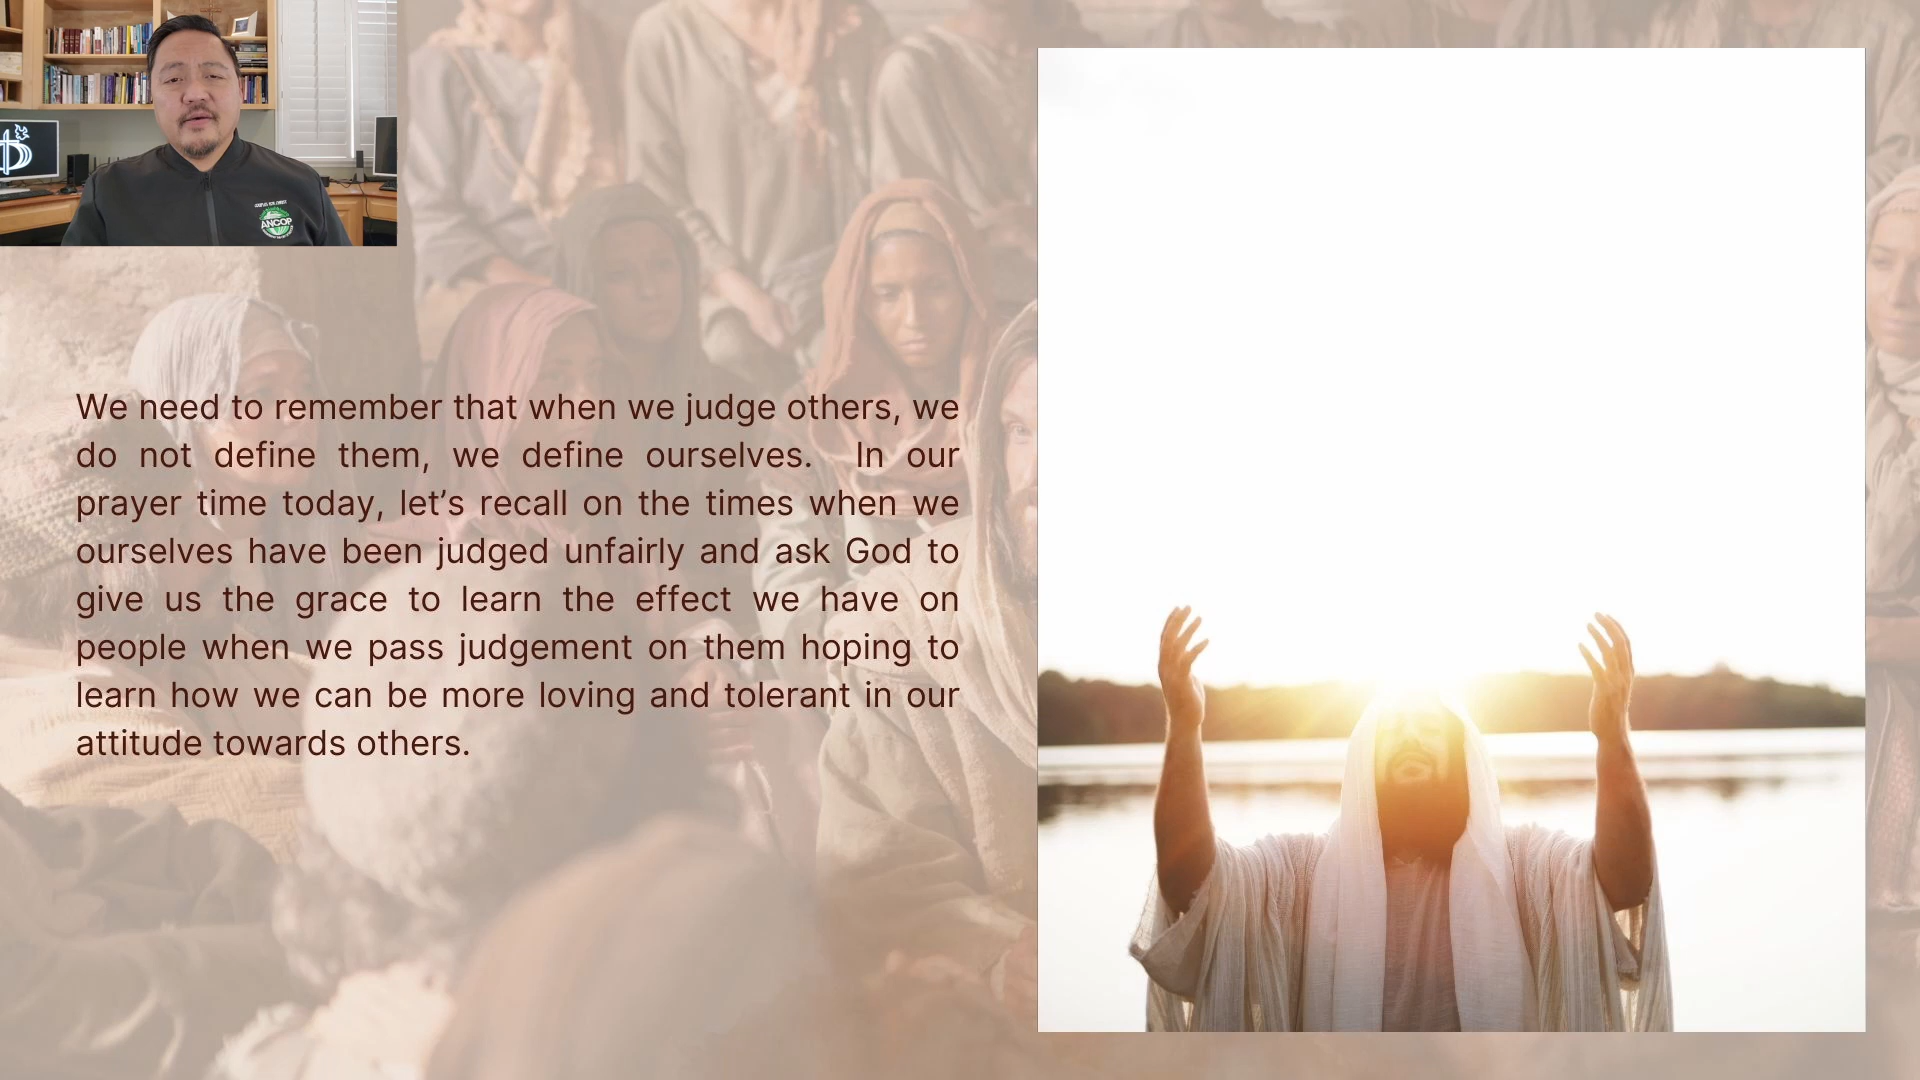 COUPLES FOR CHRIST
ANCOP
We need to remember that when we judge others, we
do not define them, we define ourselves. In our
prayer time today, let’s recall on the times when we
ourselves have been judged unfairly and ask God to
give us the grace to learn the effect we have on
people when we pass judgement on them hoping to
learn how we can be more loving and tolerant in our
attitude towards others.